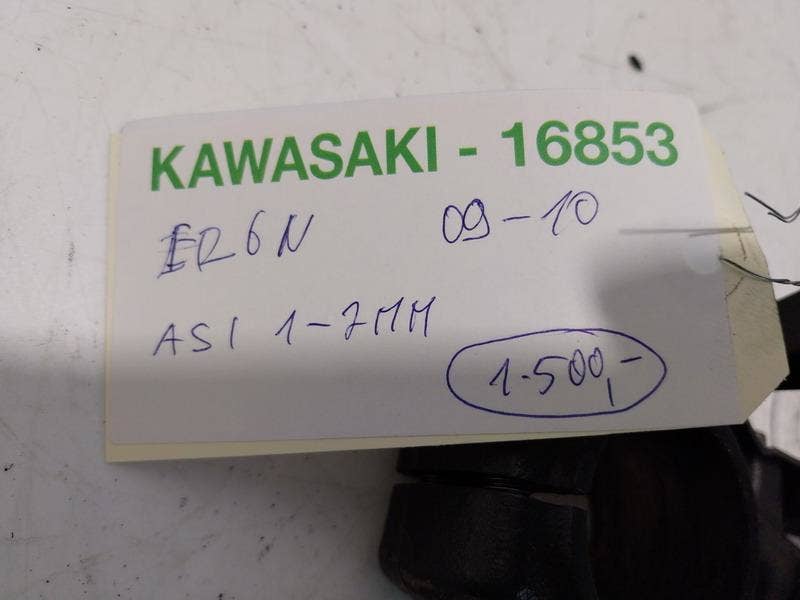 KAWASAKI - 16853
ER6N 09-10
ASI 1-2MM
1.500,-